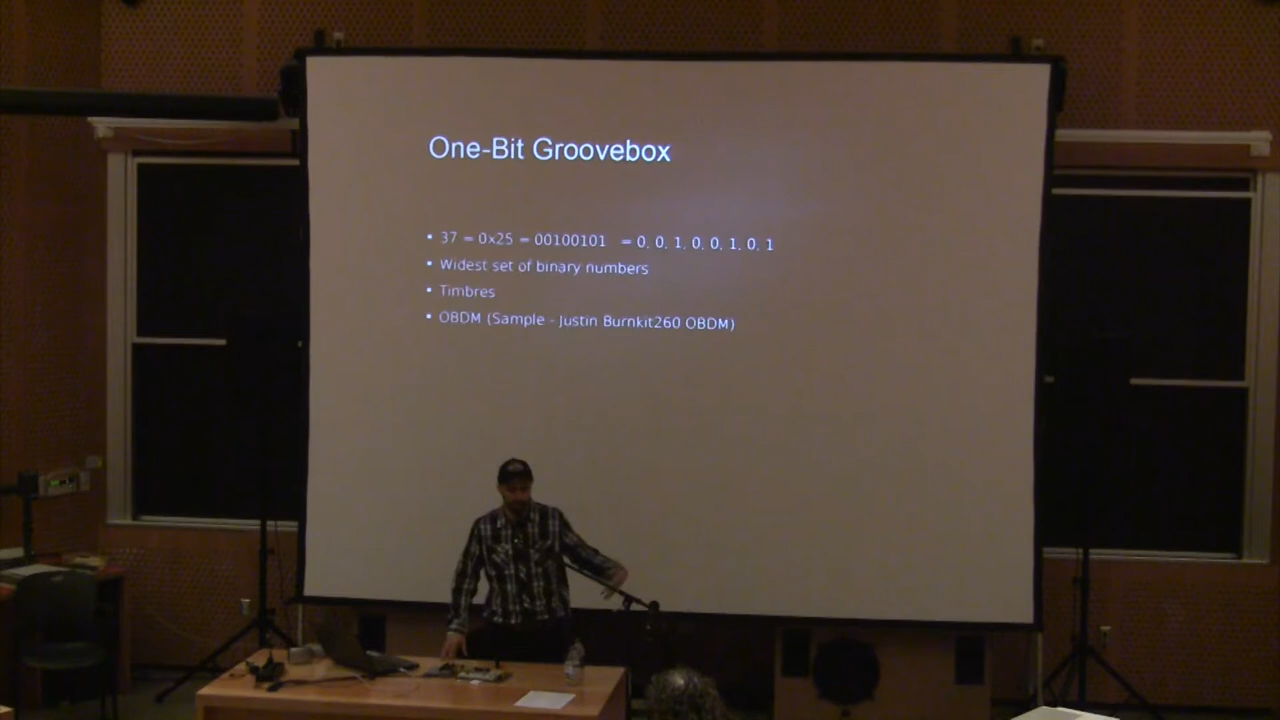 One-Bit Groovebox
• 37 = 0x25 = 00100101 = 0, 0, 1, 0, 0, 1, 0, 1
• Widest set of binary numbers
• Timbres
• OBDM (Sample - Justin Burnkit260 OBDM)